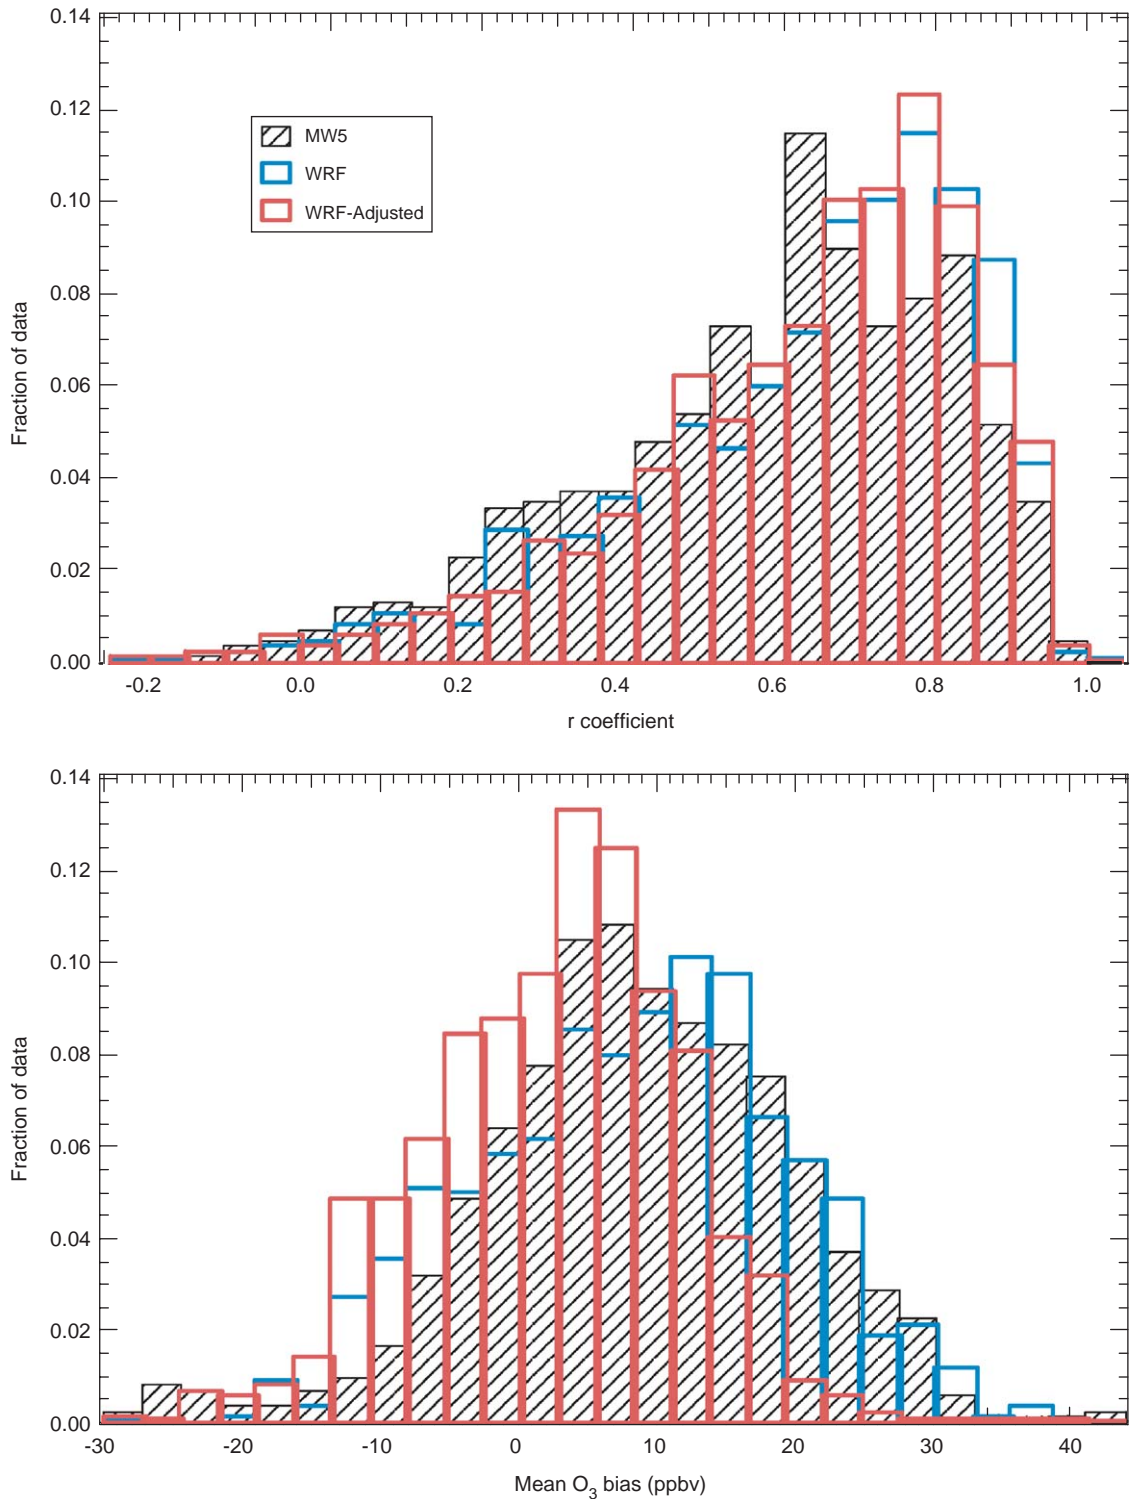 0.14
0.12
0.10
0.08
0.06
0.04
0.02
0.00
Fraction of data
MW5
WRF
WRF-Adjusted
-0.2 0.0 0.2 0.4 0.6 0.8 1.0
r coefficient
0.14
0.12
0.10
0.08
0.06
0.04
0.02
0.00
Fraction of data
-30 -20 -10 0 10 20 30 40
Mean O₃ bias (ppbv)